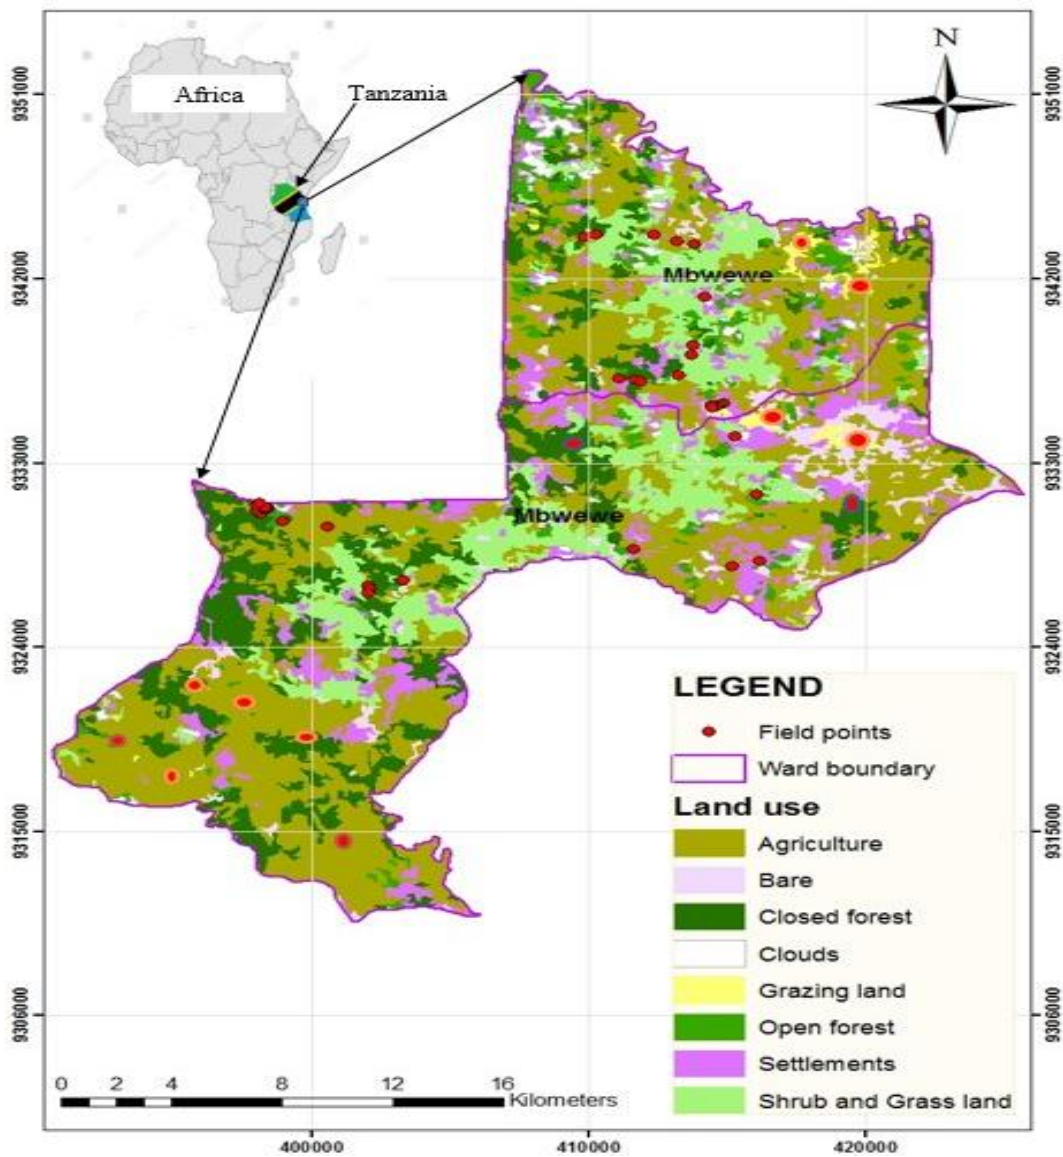 N
Africa
Tanzania
9351000
9351000
9342000
9342000
Mbwewe
9333000
9333000
Mbwewe
9324000
9324000
LEGEND
Field points
Ward boundary
Land use
Agriculture
Bare
Closed forest
Clouds
Grazing land
Open forest
Settlements
Shrub and Grass land
9315000
9315000
9306000
9306000
0 2 4 8 12 16
Kilometers
400000 410000 420000